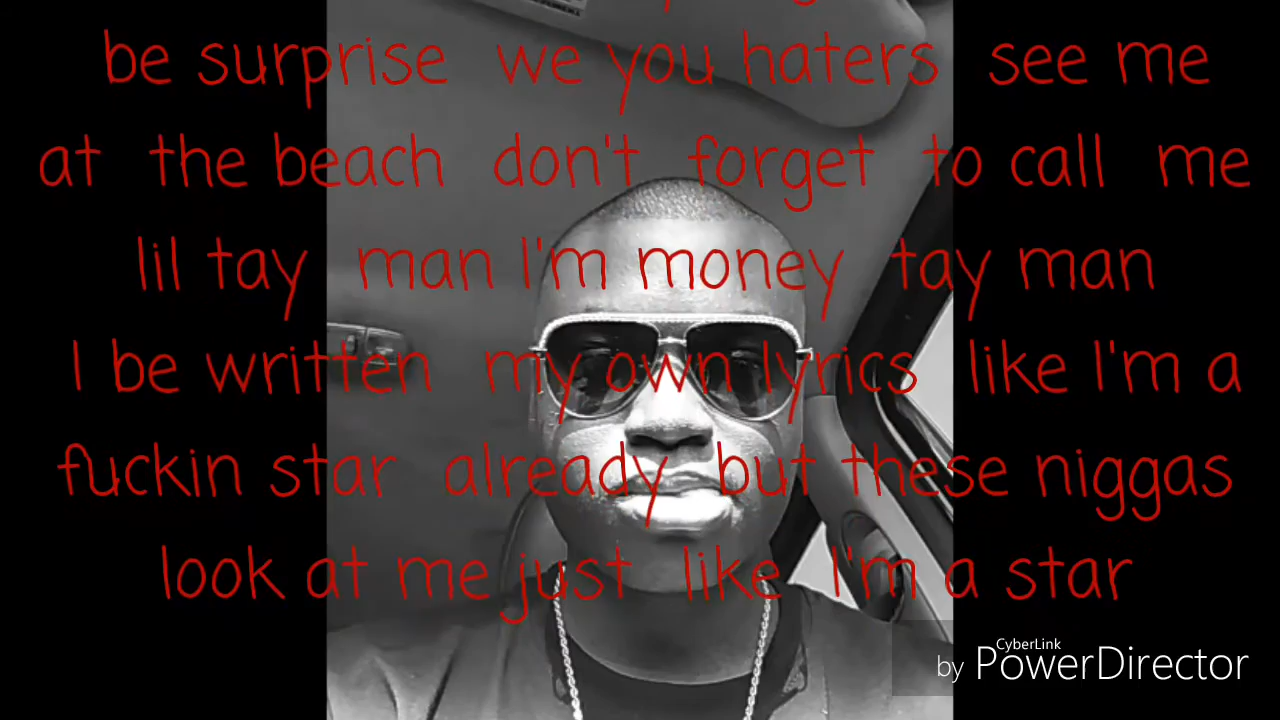 be surprise we you haters see me
at the beach don't forget to call me
lil tay man I'm money tay man
I be written my own lyrics like I'm a
fuckin star already but these niggas
look at me just like I'm a star
CyberLink
by PowerDirector